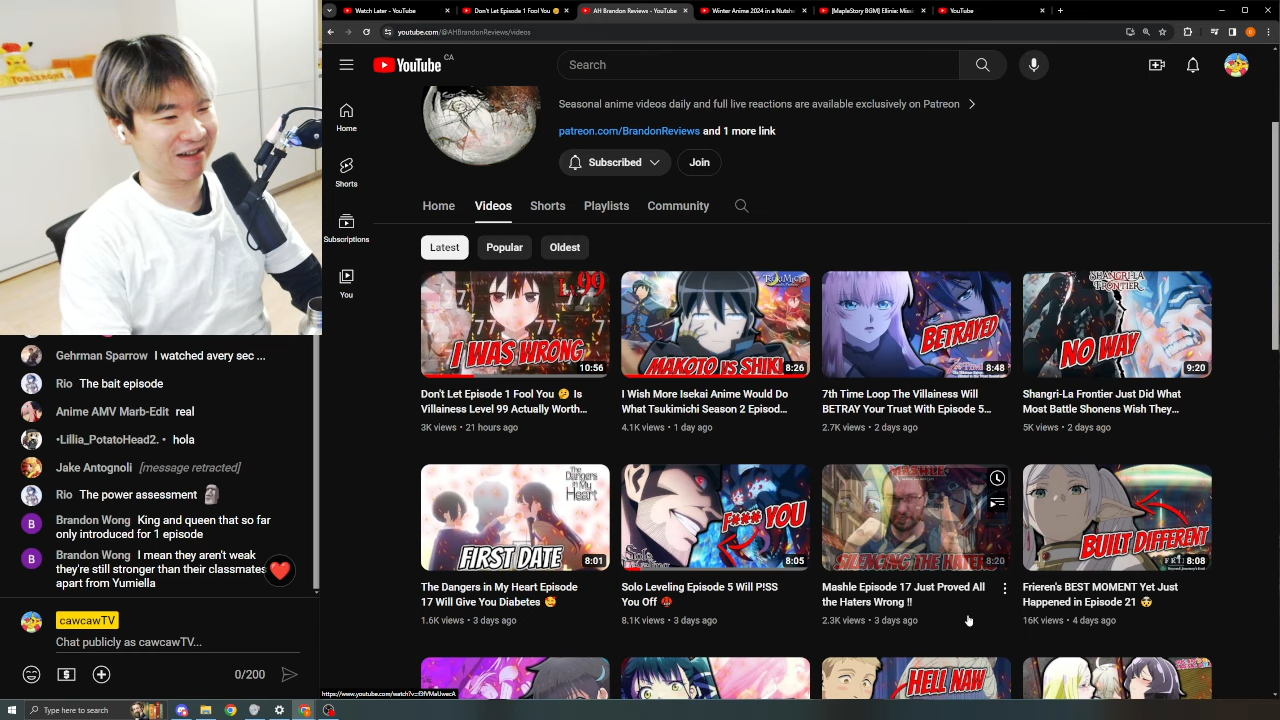 Watch Later - YouTube
Don't Let Episode 1 Fool You
AH Brandon Reviews - YouTube
Winter Anime 2024 in a Nutsh
[MapleStory BGM] Ellinia: Miss
YouTube
youtube.com/@AHBrandonReviews/videos
YouTube CA
Search
Home
Shorts
Subscriptions
You
Seasonal anime videos daily and full live reactions are available exclusively on Patreon
patreon.com/BrandonReviews and 1 more link
Subscribed
Join
Home Videos Shorts Playlists Community
Latest Popular Oldest
I WAS WRONG
10:56
Don't Let Episode 1 Fool You 🤔 Is
Villainess Level 99 Actually Worth...
3K views • 21 hours ago
TSUKIMICHI
MAKOTO VS SHIKI
8:26
I Wish More Isekai Anime Would Do
What Tsukimichi Season 2 Episod...
4.1K views • 1 day ago
BETRAYED
8:48
7th Time Loop The Villainess Will
BETRAY Your Trust With Episode 5...
2.7K views • 2 days ago
SHANGRI-LA
FRONTIER
NO WAY
9:20
Shangri-La Frontier Just Did What
Most Battle Shonens Wish They...
5K views • 2 days ago
The Dangers in My Heart
FIRST DATE
8:01
The Dangers in My Heart Episode
17 Will Give You Diabetes 🥰
1.6K views • 3 days ago
Solo Leveling
F*** YOU
8:05
Solo Leveling Episode 5 Will P!SS
You Off 👹
8.1K views • 3 days ago
MASHLE
SILENCING THE HATERS
8:20
Mashle Episode 17 Just Proved All
the Haters Wrong ‼
2.3K views • 3 days ago
BUILT DIFFERENT
8:08
Frieren's BEST MOMENT Yet Just
Happened in Episode 21 🤯
16K views • 4 days ago
HELL NAW
TOBLERONE
Gehrman Sparrow I watched avery sec ...
Rio The bait episode
Anime AMV Marb-Edit real
•Lillia_PotatoHead2. • hola
Jake Antognoli [message retracted]
Rio The power assessment 🗿
Brandon Wong King and queen that so far
only introduced for 1 episode
Brandon Wong I mean they aren't weak
they're still stronger than their classmates
apart from Yumiella
cawcawTV
Chat publicly as cawcawTV...
0/200
https://www.youtube.com/watch?v=
Type here to search